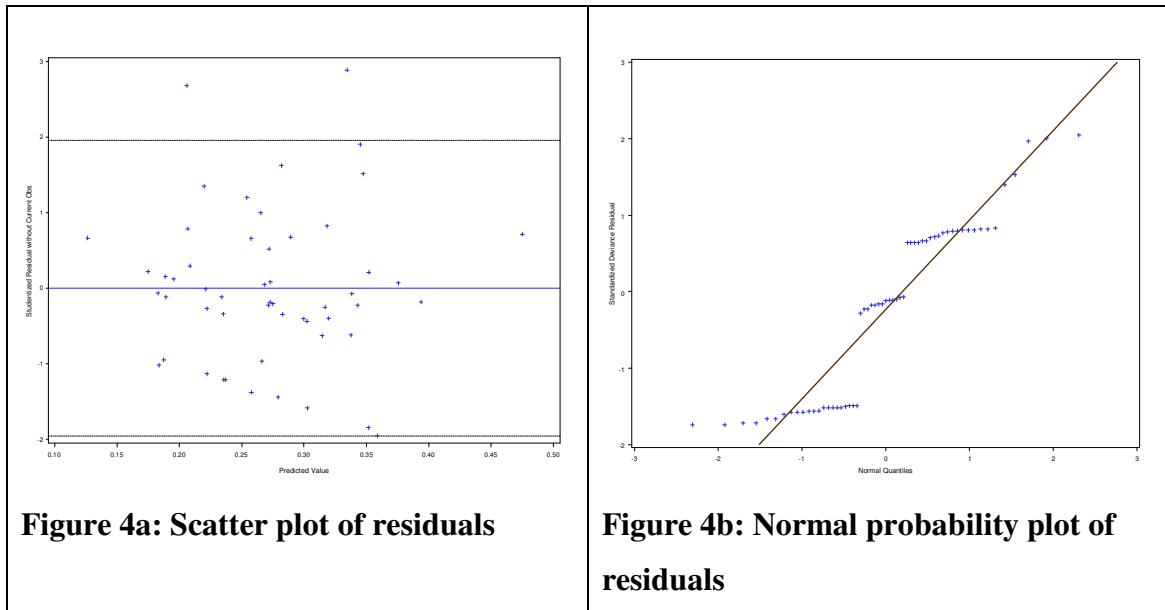 3
2
1
0
-1
-2
Studentized Residual without Current Obs
0.10 0.15 0.20 0.25 0.30 0.35 0.40 0.45 0.50
Predicted Value
Figure 4a: Scatter plot of residuals
3
2
1
0
-1
-2
Standardized Deviance Residual
-3 -2 -1 0 1 2 3
Normal Quantiles
Figure 4b: Normal probability plot of
residuals